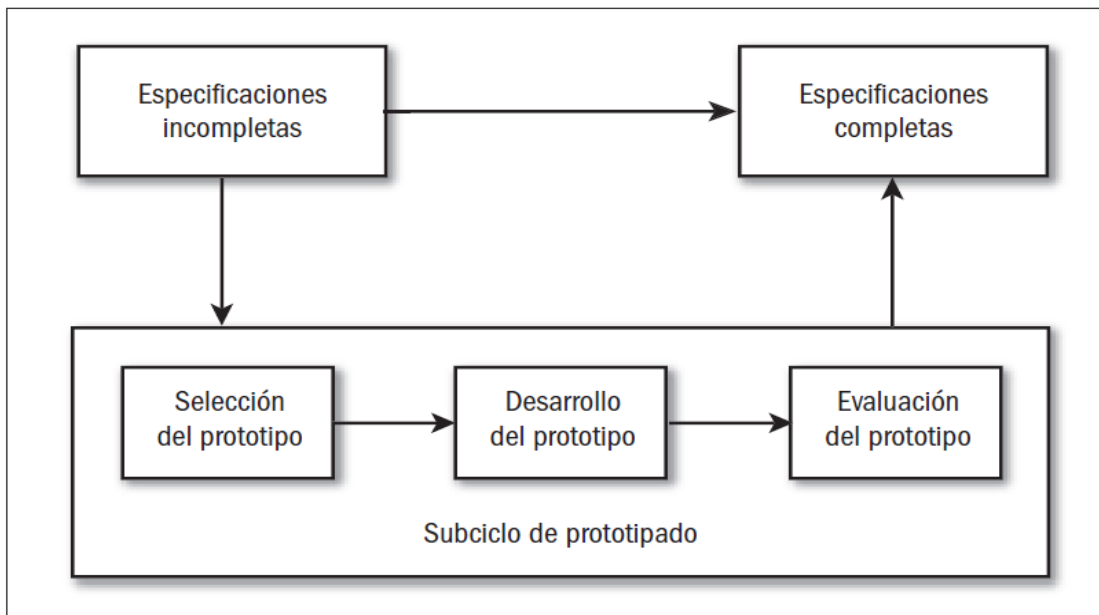 Especificaciones
incompletas
Especificaciones
completas
Selección
del prototipo
Desarrollo
del prototipo
Evaluación
del prototipo
Subciclo de prototipado